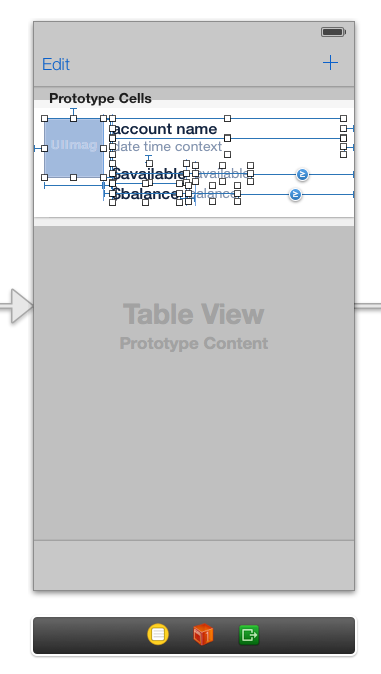 Edit +
Prototype Cells
UIImag
account name
date time context
$available available
$balance balance
Table View
Prototype Content